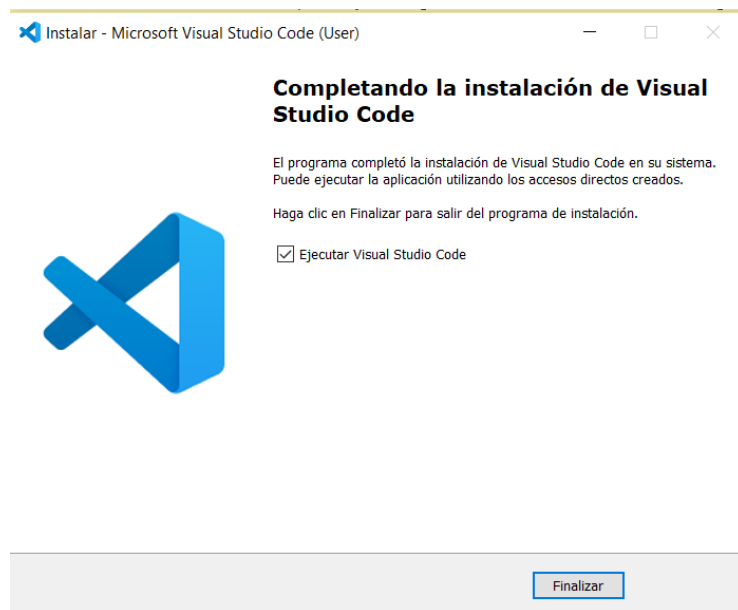 Instalar - Microsoft Visual Studio Code (User)
Completando la instalación de Visual
Studio Code
El programa completó la instalación de Visual Studio Code en su sistema.
Puede ejecutar la aplicación utilizando los accesos directos creados.
Haga clic en Finalizar para salir del programa de instalación.
Ejecutar Visual Studio Code
Finalizar